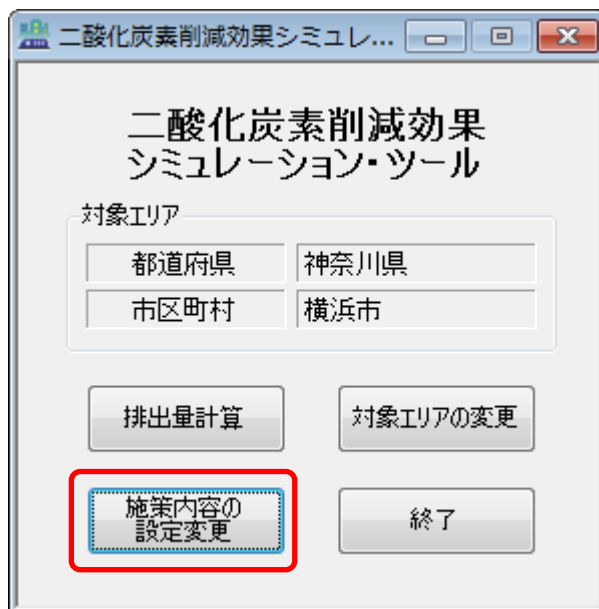 二酸化炭素削減効果シミュレ...
二酸化炭素削減効果
シミュレーション・ツール
対象エリア
都道府県 神奈川県
市区町村 横浜市
排出量計算 対象エリアの変更
施策内容の
設定変更
終了